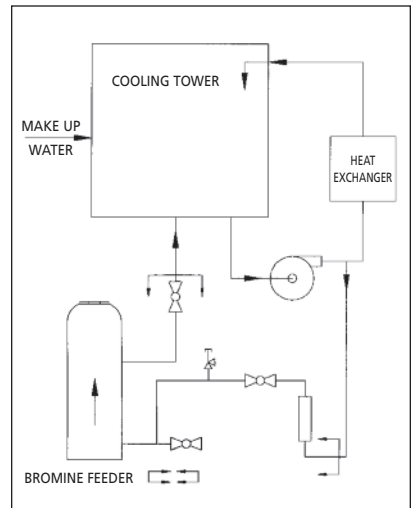 COOLING TOWER
MAKE UP
WATER
HEAT
EXCHANGER
BROMINE FEEDER